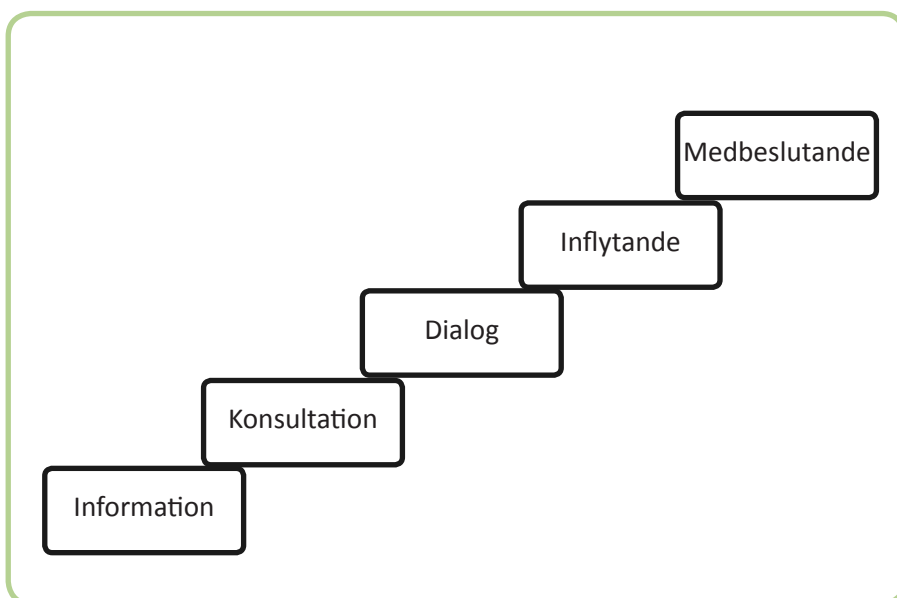 Medbeslutande
Inflytande
Dialog
Konsultation
Information